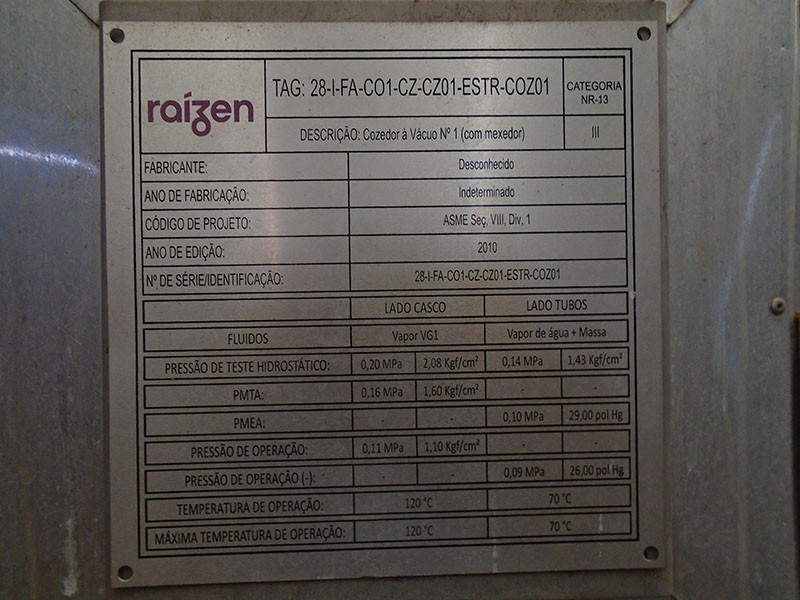 raízen
TAG: 28-I-FA-CO1-CZ-CZ01-ESTR-COZ01
CATEGORIA
NR-13
DESCRIÇÃO: Cozedor à Vácuo Nº 1 (com mexedor)
III
FABRICANTE: Desconhecido
ANO DE FABRICAÇÃO: Indeterminado
CÓDIGO DE PROJETO: ASME Seç, VIII, Div, 1
ANO DE EDIÇÃO: 2010
Nº DE SÉRIE/IDENTIFICAÇÃO: 28-I-FA-CO1-CZ-CZ01-ESTR-COZ01
LADO CASCO LADO TUBOS
FLUIDOS Vapor VG1 Vapor de água + Massa
PRESSÃO DE TESTE HIDROSTÁTICO: 0,20 MPa 2,08 Kgf/cm² 0,14 MPa 1,43 Kgf/cm²
PMTA: 0,16 MPa 1,60 Kgf/cm² - -
PMEA: - - 0,10 MPa 29,00 pol Hg
PRESSÃO DE OPERAÇÃO: 0,11 MPa 1,10 Kgf/cm² - -
PRESSÃO DE OPERAÇÃO (-): - - 0,09 MPa 26,00 pol Hg
TEMPERATURA DE OPERAÇÃO: 120 °C 70 °C
MÁXIMA TEMPERATURA DE OPERAÇÃO: 120 °C 70 °C